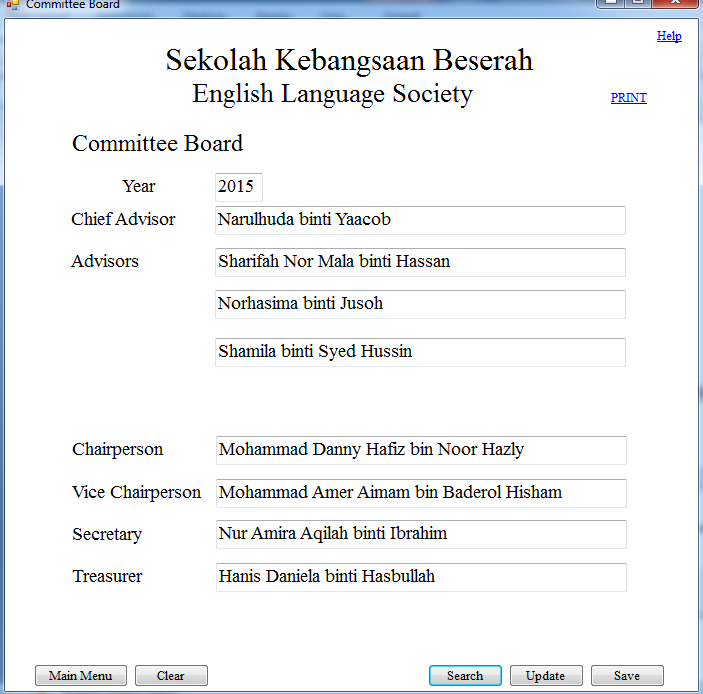 Committee Board
Help
Sekolah Kebangsaan Beserah
English Language Society
PRINT
Committee Board
Year 2015
Chief Advisor Narulhuda binti Yaacob
Advisors Sharifah Nor Mala binti Hassan
Norhasima binti Jusoh
Shamila binti Syed Hussin
Chairperson Mohammad Danny Hafiz bin Noor Hazly
Vice Chairperson Mohammad Amer Aimam bin Baderol Hisham
Secretary Nur Amira Aqilah binti Ibrahim
Treasurer Hanis Daniela binti Hasbullah
Main Menu Clear Search Update Save